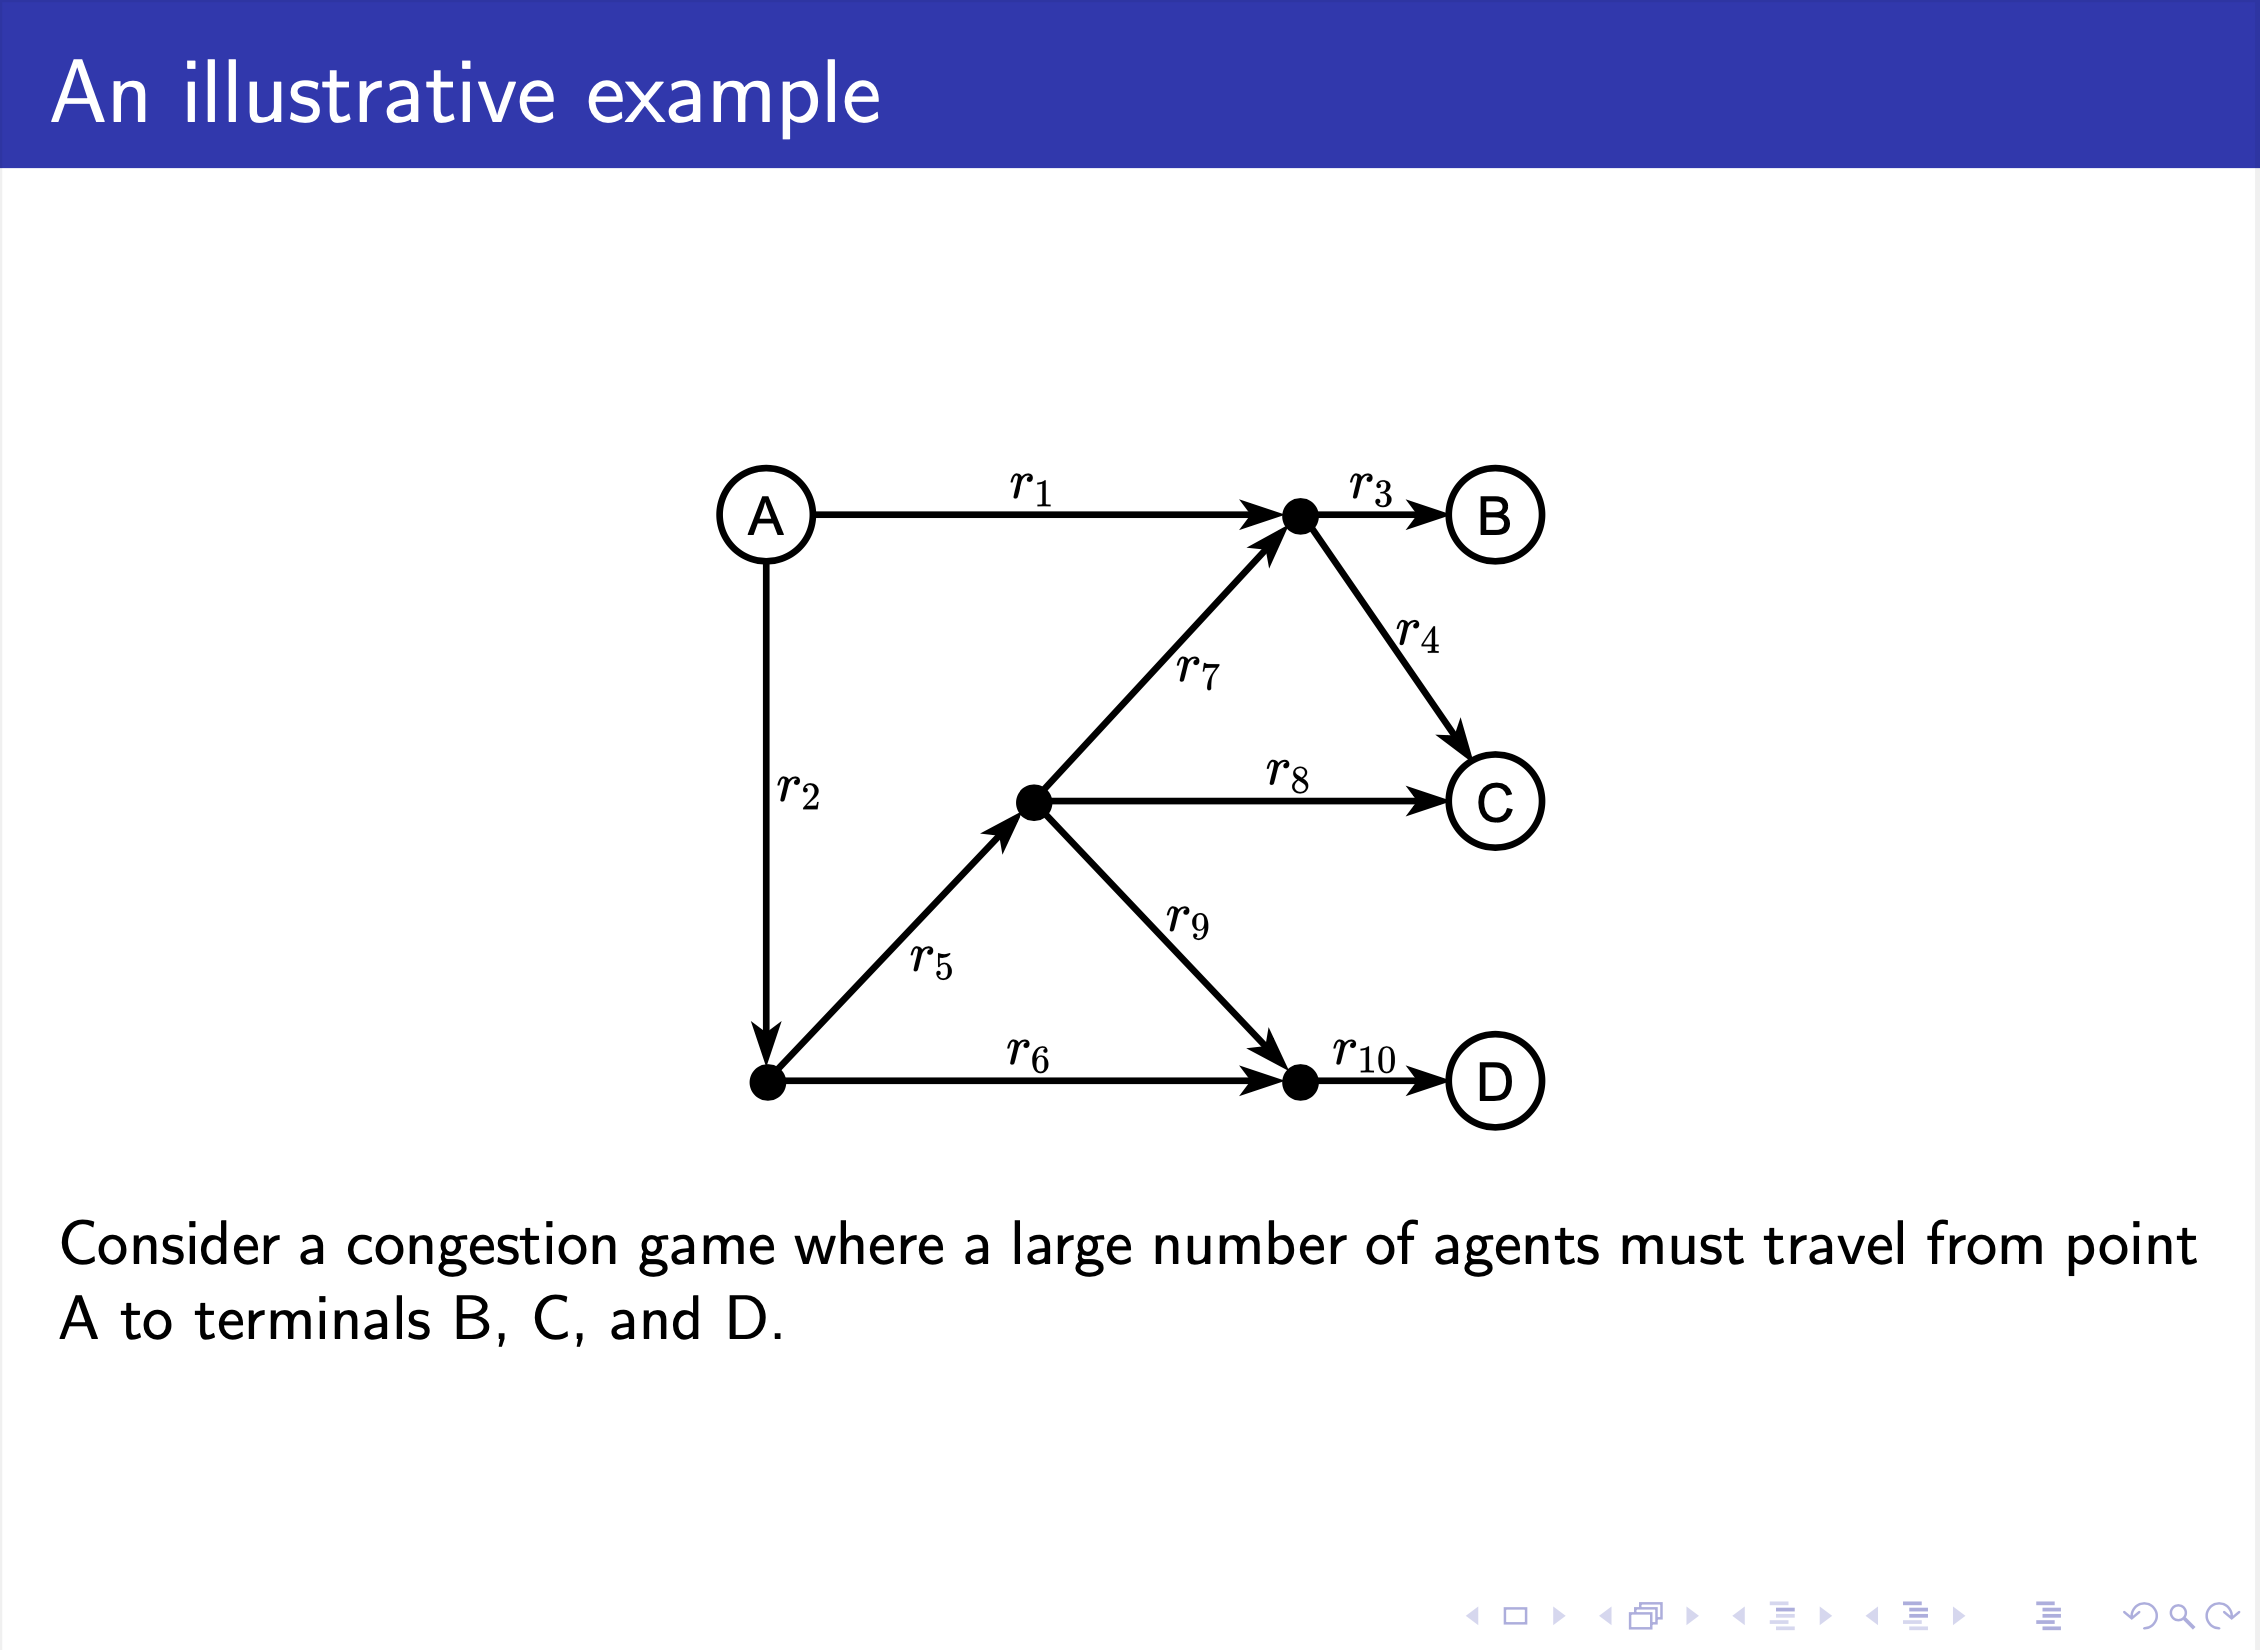 An illustrative example
A
r1
r3
B
r4
r7
r2
r8
C
r9
r5
r6
r10
D
Consider a congestion game where a large number of agents must travel from point
A to terminals B, C, and D.